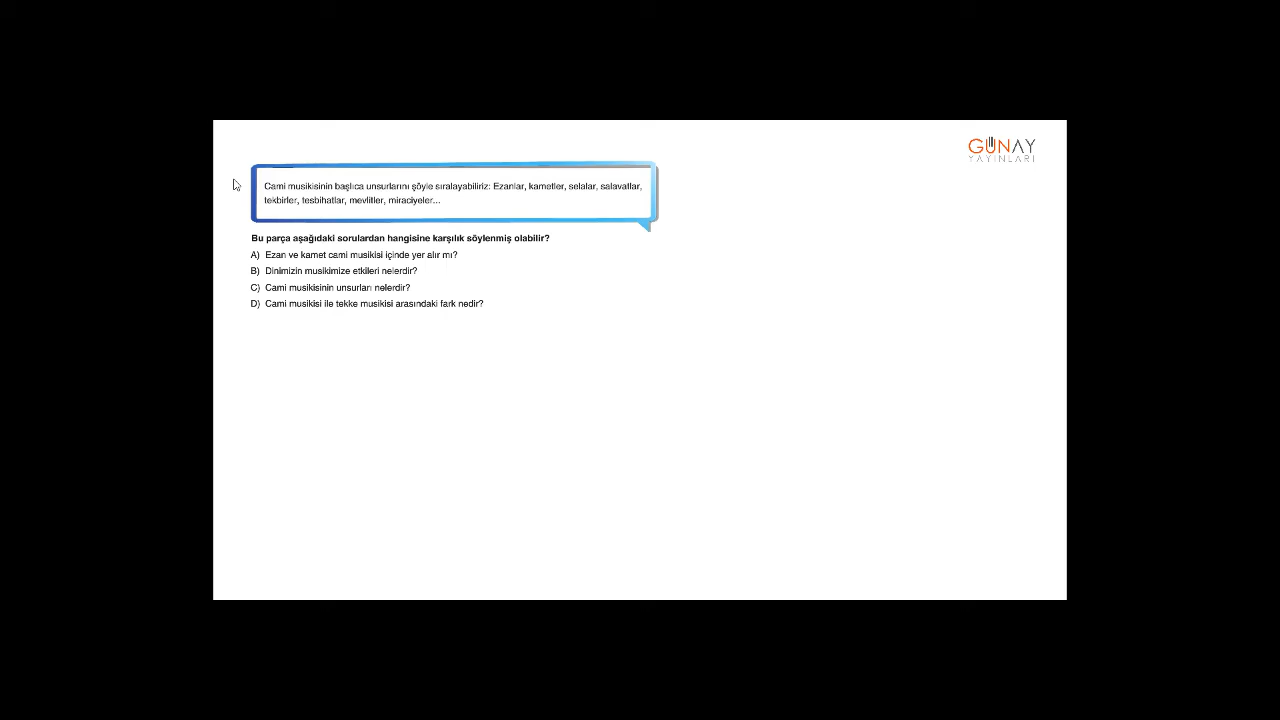 GÜNAY
YAYINLARI
Cami musikisinin başlıca unsurlarını şöyle sıralayabiliriz: Ezanlar, kametler, selalar, salavatlar,
tekbirler, tesbihatlar, mevlitler, miraciyeler...
Bu parça aşağıdaki sorulardan hangisine karşılık söylenmiş olabilir?
A) Ezan ve kamet cami musikisi içinde yer alır mı?
B) Dinimizin musikimize etkileri nelerdir?
C) Cami musikisinin unsurları nelerdir?
D) Cami musikisi ile tekke musikisi arasındaki fark nedir?